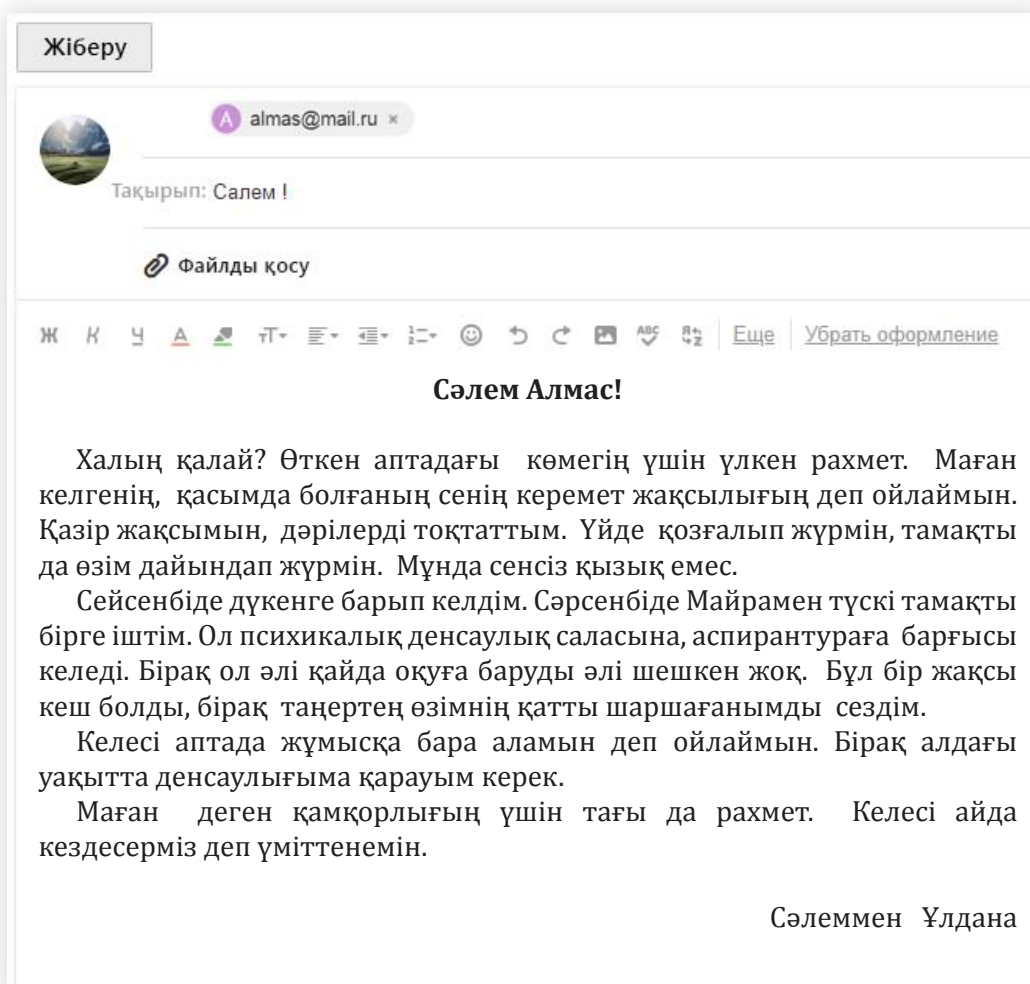 Жіберу
А almas@mail.ru ×
Тақырып: Салем !
Файлды қосу
Ж К Ч А тТ ABC Еще Убрать оформление
Сәлем Алмас!
Халың қалай? Өткен аптадағы көмегің үшін үлкен рахмет. Маған
келгенің, қасымда болғаның сенің керемет жақсылығың деп ойлаймын.
Қазір жақсымын, дәрілерді тоқтаттым. Үйде қозғалып жүрмін, тамақты
да өзім дайындап жүрмін. Мұнда сенсіз қызық емес.
Сейсенбіде дүкенге барып келдім. Сәрсенбіде Майрамен түскі тамақты
бірге іштім. Ол психикалық денсаулық саласына, аспирантураға барғысы
келеді. Бірақ ол әлі қайда оқуға баруды әлі шешкен жоқ. Бұл бір жақсы
кеш болды, бірақ таңертең өзімнің қатты шаршағанымды сездім.
Келесі аптада жұмысқа бара аламын деп ойлаймын. Бірақ алдағы
уақытта денсаулығыма қарауым керек.
Маған деген қамқорлығың үшін тағы да рахмет. Келесі айда
кездесерміз деп үміттенемін.
Сәлеммен Ұлдана